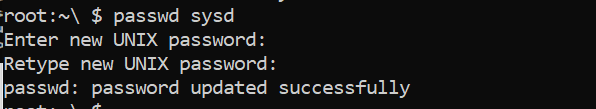 root:~\ $ passwd sysd
Enter new UNIX password:
Retype new UNIX password:
passwd: password updated successfully